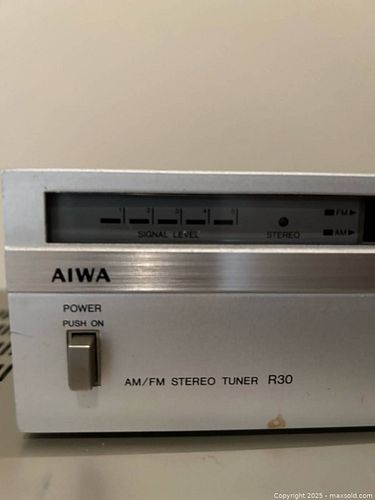 1 2 3 4 5
SIGNAL LEVEL
STEREO
FM
AM
AIWA
POWER
PUSH ON
AM/FM STEREO TUNER R30
Copyright 2025 - maxsold.com